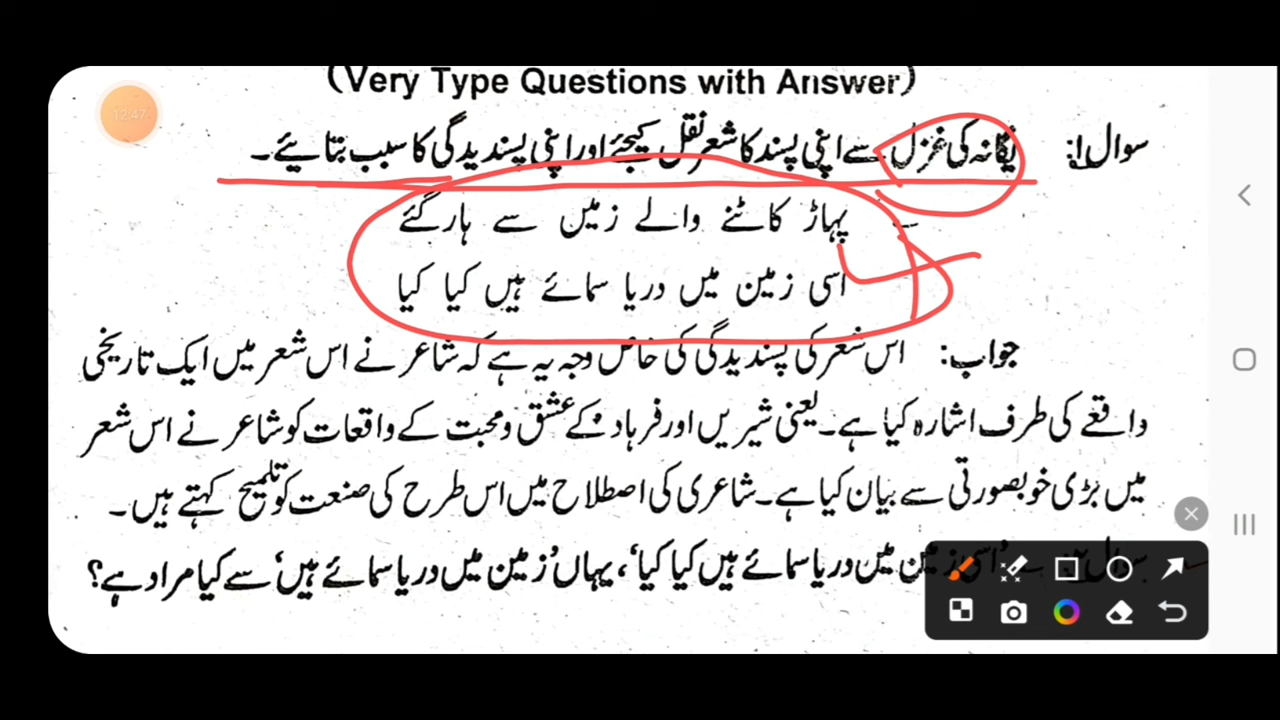 (Very Type Questions with Answer)
12:47
سوال1: یگانہ کی غزل سے اپنی پسند کا شعر نقل کیجئے اور اپنی پسندیدگی کا سبب بتائیے۔
پہاڑ کاٹنے والے زمیں سے ہار گئے
اسی زمین میں دریا سمائے ہیں کیا کیا
جواب: اس شعر کی پسندیدگی کی خاص وجہ یہ ہے کہ شاعر نے اس شعر میں ایک تاریخی
واقعے کی طرف اشارہ کیا ہے۔ یعنی شیریں اور فرہاد کے عشق و محبت کے واقعات کو شاعر نے اس شعر
میں بڑی خوبصورتی سے بیان کیا ہے۔ شاعری کی اصطلاح میں اس طرح کی صنعت کو تلمیح کہتے ہیں۔
زمین میں دریا سمائے ہیں کیا کیا‘، یہاں ’زمین میں دریا سمائے ہیں‘ سے کیا مراد ہے؟